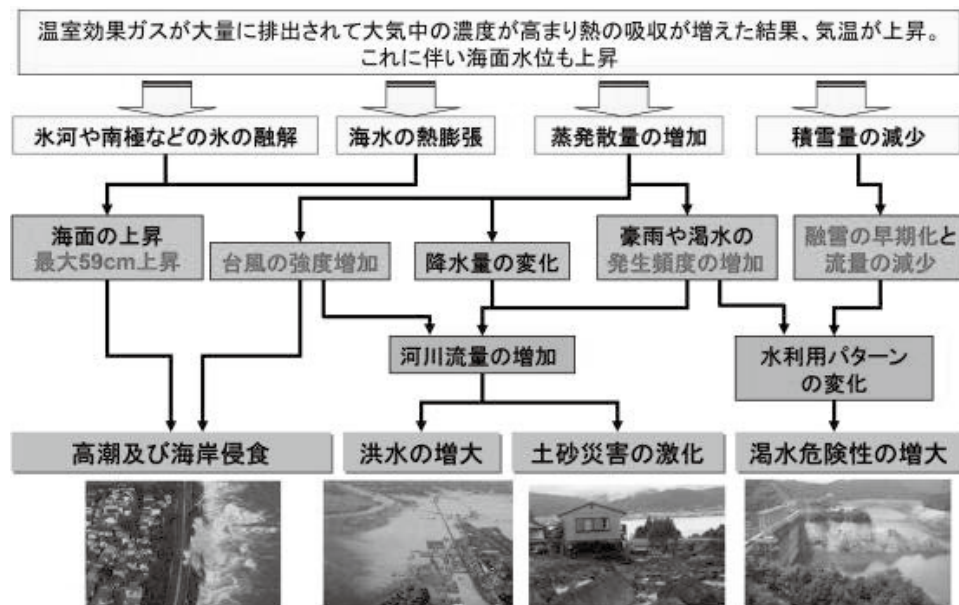 温室効果ガスが大量に排出されて大気中の濃度が高まり熱の吸収が増えた結果、気温が上昇。
これに伴い海面水位も上昇
氷河や南極などの氷の融解
海水の熱膨張
蒸発散量の増加
積雪量の減少
海面の上昇
最大59cm上昇
台風の強度増加
降水量の変化
豪雨や渇水の
発生頻度の増加
融雪の早期化と
流量の減少
河川流量の増加
水利用パターン
の変化
高潮及び海岸侵食
洪水の増大
土砂災害の激化
渇水危険性の増大